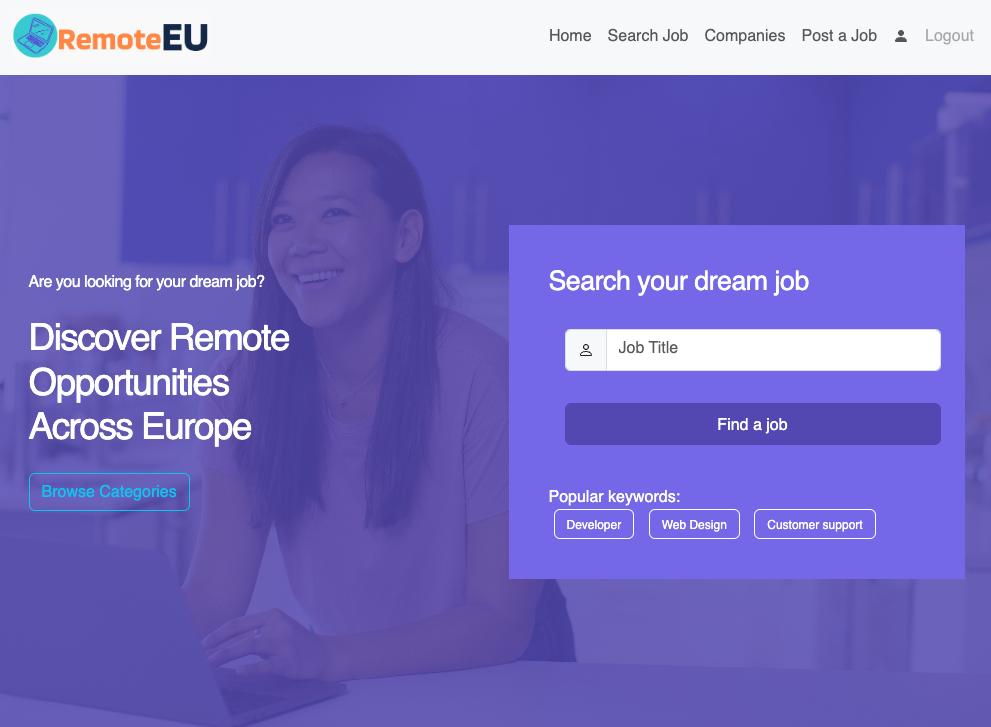 RemoteEU
Home Search Job Companies Post a Job Logout
Are you looking for your dream job?
Discover Remote
Opportunities
Across Europe
Browse Categories
Search your dream job
Job Title
Find a job
Popular keywords:
Developer Web Design Customer support